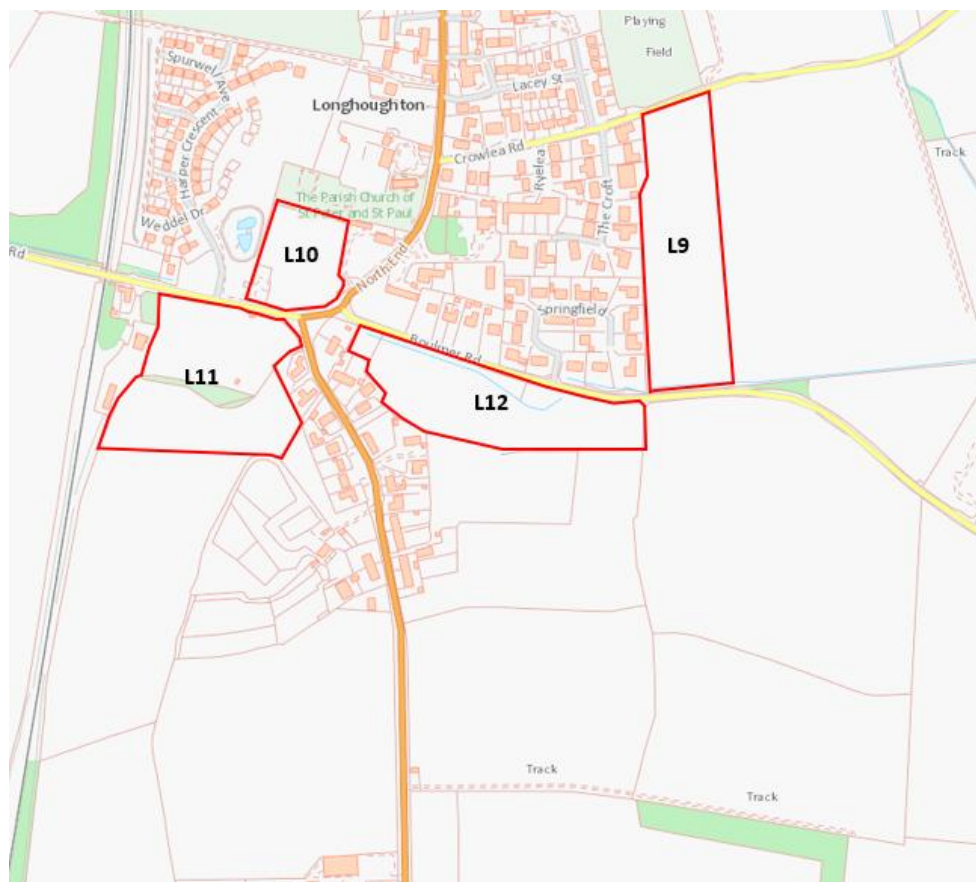 Playing
Field
Spurwel Ave
Lacey St
Longhoughton
Harper Crescent
Crowlea Rd
Track
Ryelea
The Croft
The Parish Church of
St Peter and St Paul
Weddel Dr
Rd
L10
L9
North End
Springfield
Boulmer Rd
L11
L12
Track
Track